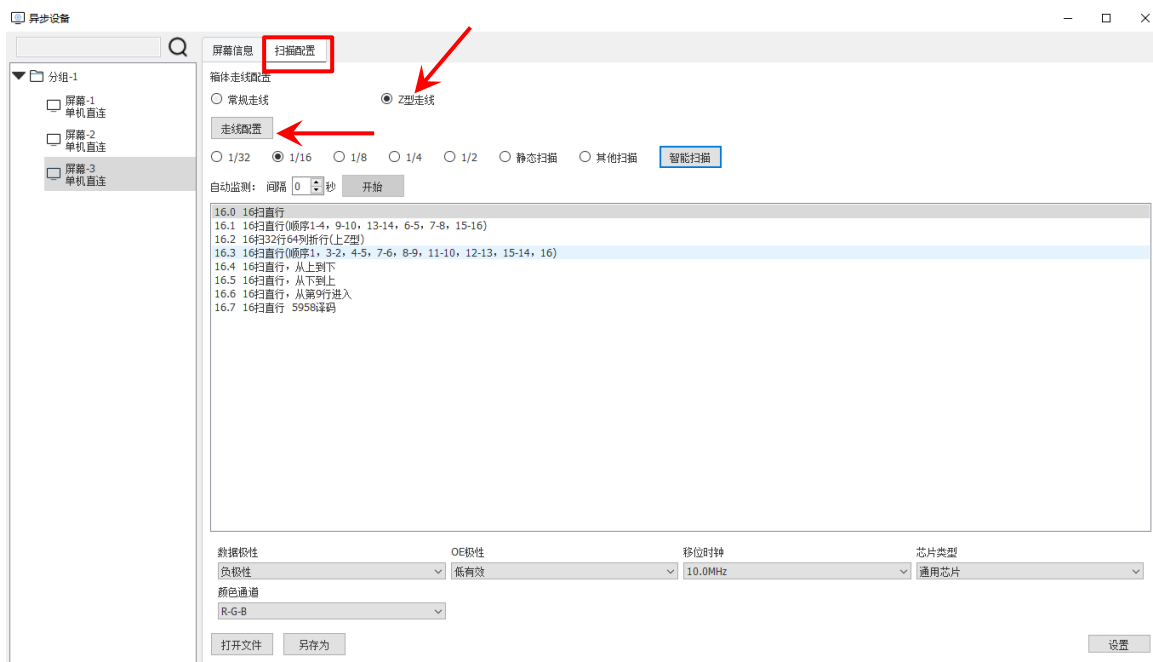 异步设备
屏幕信息 扫描配置
分组-1
屏幕-1
单机直连
屏幕-2
单机直连
屏幕-3
单机直连
箱体走线配置
常规走线 Z型走线
走线配置
1/32 1/16 1/8 1/4 1/2 静态扫描 其他扫描 智能扫描
自动监测: 间隔 0 秒 开始
16.0 16扫直行
16.1 16扫直行(顺序1-4, 9-10, 13-14, 6-5, 7-8, 15-16)
16.2 16扫32行64列折行(上Z型)
16.3 16扫直行(顺序1, 3-2, 4-5, 7-6, 8-9, 11-10, 12-13, 15-14, 16)
16.4 16扫直行, 从上到下
16.5 16扫直行, 从下到上
16.6 16扫直行, 从第9行进入
16.7 16扫直行 5958译码
数据极性 OE极性 移位时钟 芯片类型
负极性 低有效 10.0MHz 通用芯片
颜色通道
R-G-B
打开文件 另存为 设置